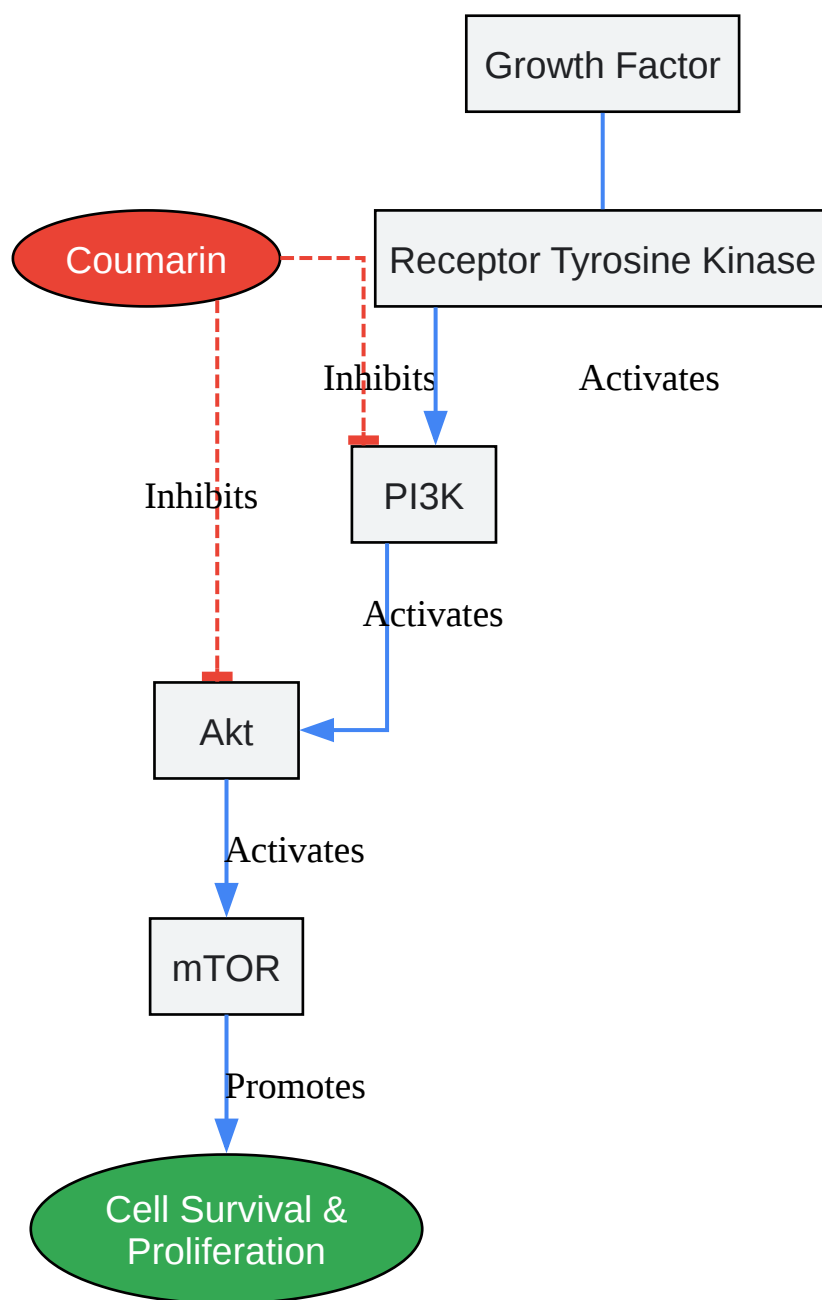 Growth Factor
Coumarin
Receptor Tyrosine Kinase
Inhibits
Activates
Inhibits
PI3K
Activates
Akt
Activates
mTOR
Promotes
Cell Survival &
Proliferation